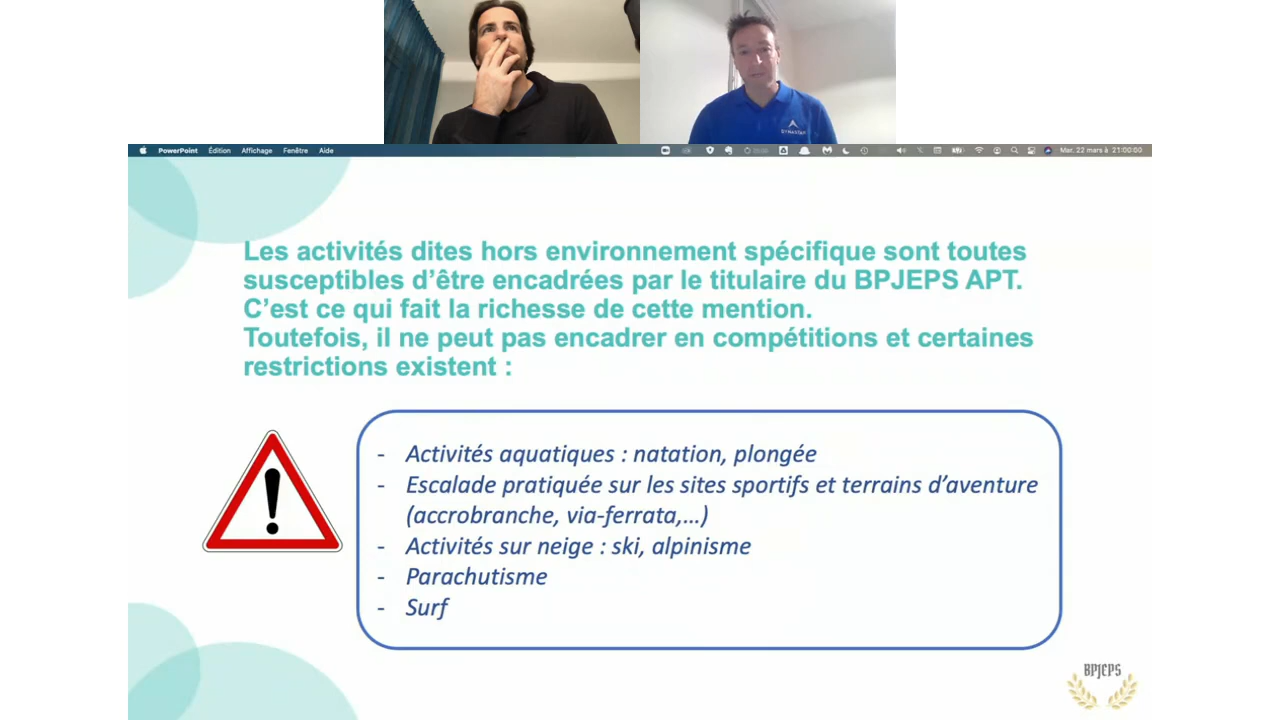 SYNASTAR
PowerPoint Édition Affichage Fenêtre Aide
Mar. 22 mars à 21:00:00
Les activités dites hors environnement spécifique sont toutes
susceptibles d’être encadrées par le titulaire du BPJEPS APT.
C’est ce qui fait la richesse de cette mention.
Toutefois, il ne peut pas encadrer en compétitions et certaines
restrictions existent :
- Activités aquatiques : natation, plongée
- Escalade pratiquée sur les sites sportifs et terrains d’aventure
(accrobranche, via-ferrata,…)
- Activités sur neige : ski, alpinisme
- Parachutisme
- Surf
BPJEPS